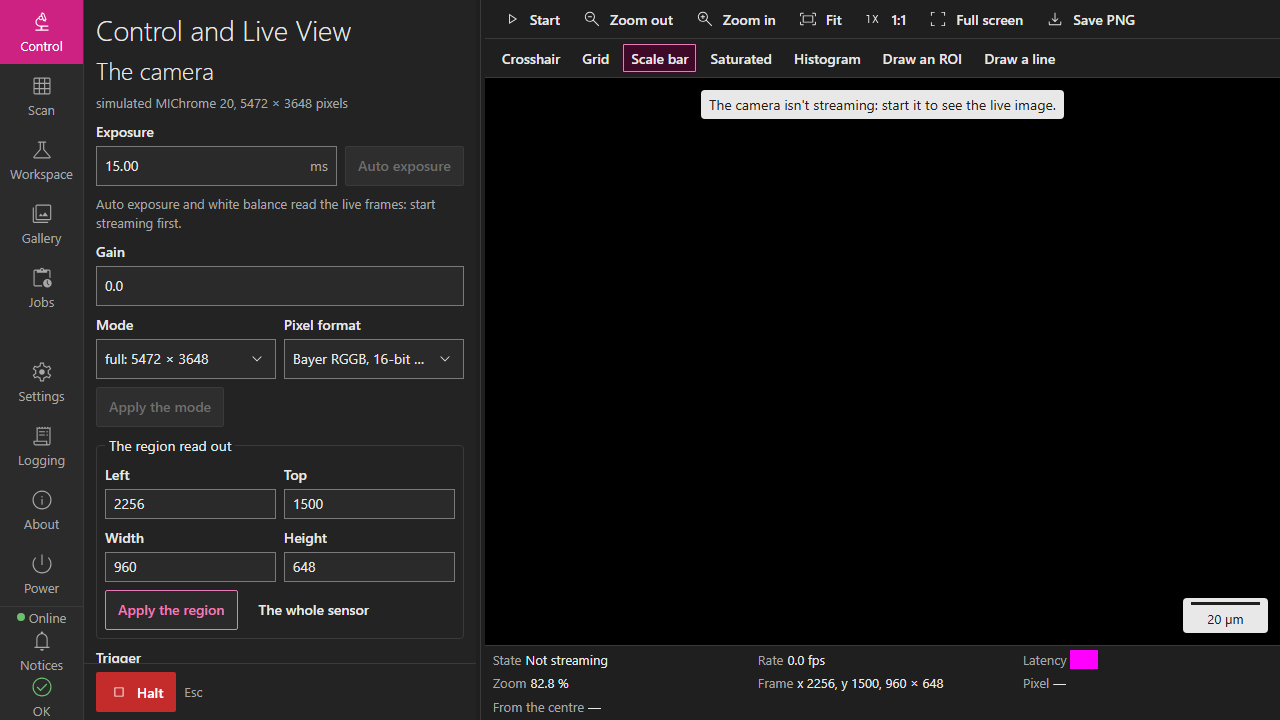 Control
Scan
Workspace
Gallery
Jobs
Settings
Logging
About
Power
Online
Notices
OK
Control and Live View
The camera
simulated MIChrome 20, 5472 × 3648 pixels
Exposure
15.00 ms
Auto exposure
Auto exposure and white balance read the live frames: start
streaming first.
Gain
0.0
Mode
Pixel format
full: 5472 × 3648
Bayer RGGB, 16-bit ...
Apply the mode
The region read out
Left
Top
2256
1500
Width
Height
960
648
Apply the region
The whole sensor
Trigger
Halt
Esc
Start
Zoom out
Zoom in
Fit
1X 1:1
Full screen
Save PNG
Crosshair
Grid
Scale bar
Saturated
Histogram
Draw an ROI
Draw a line
The camera isn't streaming: start it to see the live image.
20 µm
State Not streaming
Rate 0.0 fps
Latency
Zoom 82.8 %
Frame x 2256, y 1500, 960 × 648
Pixel —
From the centre —